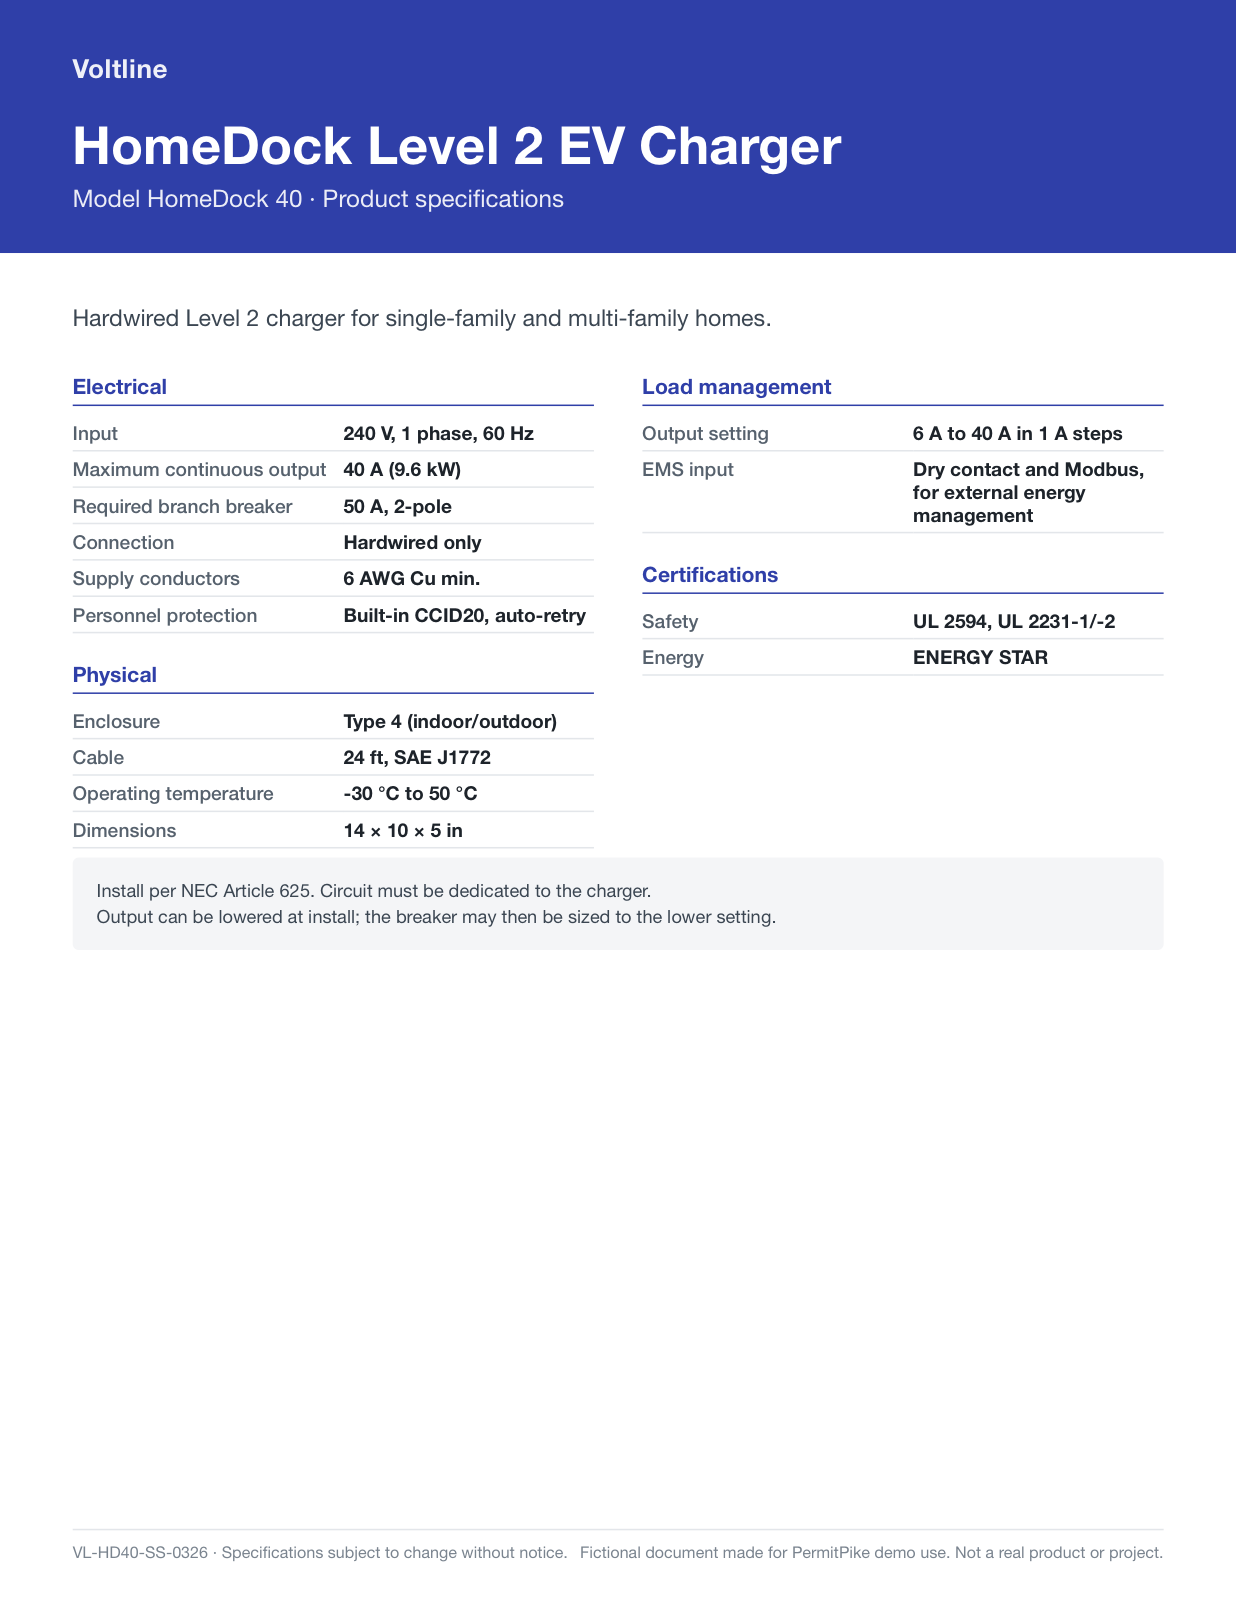 Voltline
HomeDock Level 2 EV Charger
Model HomeDock 40 · Product specifications
Hardwired Level 2 charger for single-family and multi-family homes.
Electrical
Input 240 V, 1 phase, 60 Hz
Maximum continuous output 40 A (9.6 kW)
Required branch breaker 50 A, 2-pole
Connection Hardwired only
Supply conductors 6 AWG Cu min.
Personnel protection Built-in CCID20, auto-retry
Physical
Enclosure Type 4 (indoor/outdoor)
Cable 24 ft, SAE J1772
Operating temperature -30 °C to 50 °C
Dimensions 14 × 10 × 5 in
Load management
Output setting 6 A to 40 A in 1 A steps
EMS input Dry contact and Modbus,
for external energy
management
Certifications
Safety UL 2594, UL 2231-1/-2
Energy ENERGY STAR
Install per NEC Article 625. Circuit must be dedicated to the charger.
Output can be lowered at install; the breaker may then be sized to the lower setting.
VL-HD40-SS-0326 · Specifications subject to change without notice. Fictional document made for PermitPike demo use. Not a real product or project.